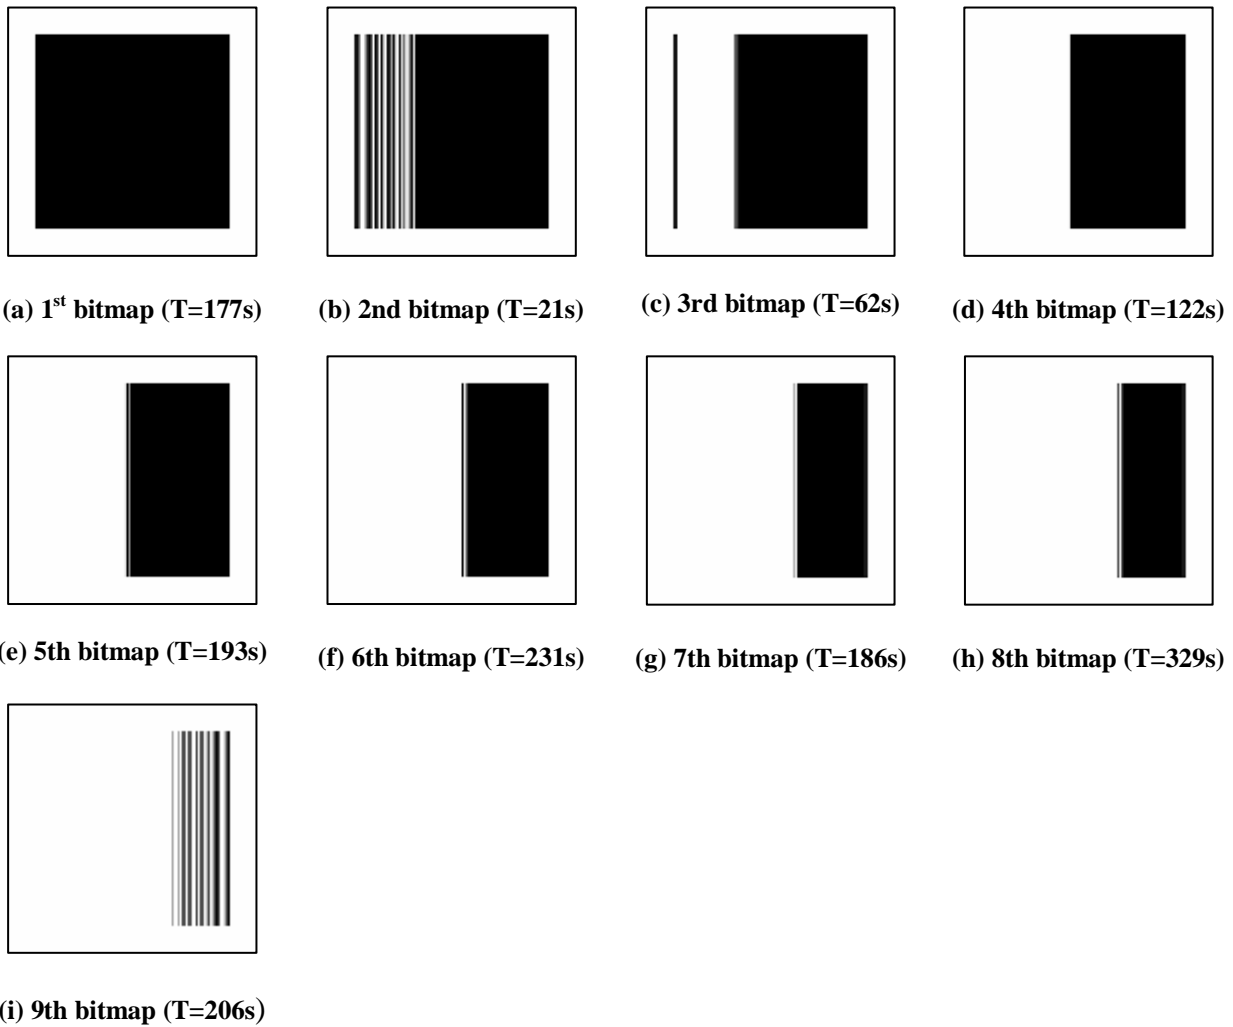 (a) 1st bitmap (T=177s)
(b) 2nd bitmap (T=21s)
(c) 3rd bitmap (T=62s)
(d) 4th bitmap (T=122s)
(e) 5th bitmap (T=193s)
(f) 6th bitmap (T=231s)
(g) 7th bitmap (T=186s)
(h) 8th bitmap (T=329s)
(i) 9th bitmap (T=206s)